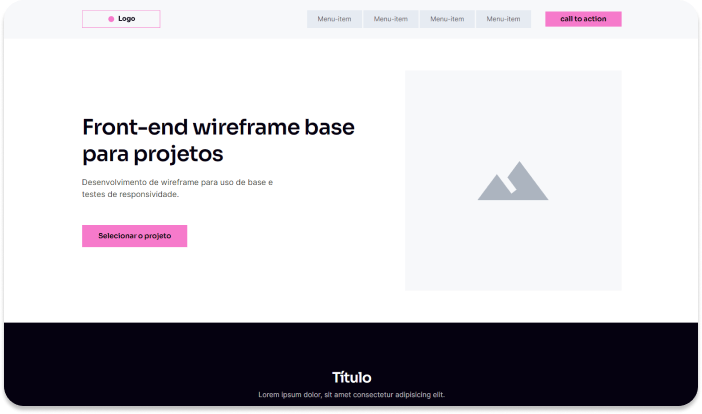 Logo
Menu-item
Menu-item
Menu-item
Menu-item
call to action
Front-end wireframe base
para projetos
Desenvolvimento de wireframe para uso de base e
testes de responsividade.
Selecionar o projeto
Título
Lorem ipsum dolor, sit amet consectetur adipisicing elit.